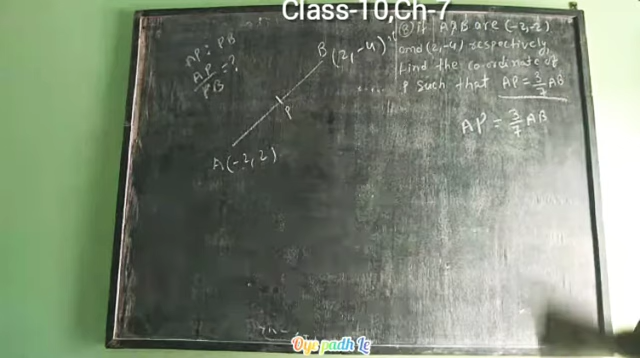 Class-10,Ch-7
AP : PB
AP/PB = ?
B (2, -4)
P
A (-2, 2)
(8) If A & B are (-2, -2)
and (2, -4) respectively,
find the co-ordinate of
P such that AP = 3/7 AB
AP = 3/7 AB
Oye padh Le